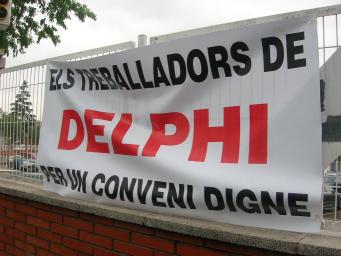 ELS TREBALLADORS DE
DELPHI
PER UN CONVENI DIGNE